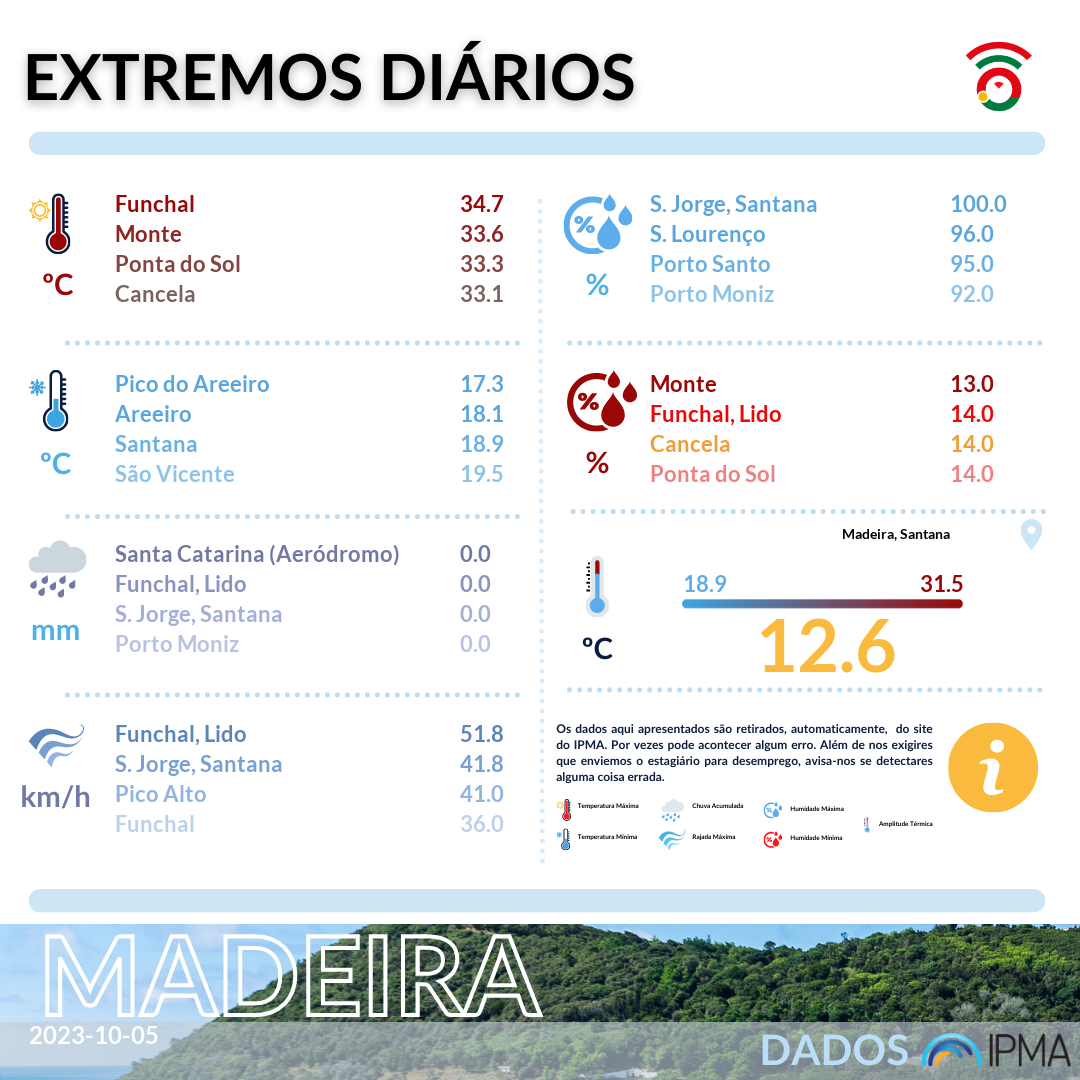 EXTREMOS DIÁRIOS
Funchal 34.7
Monte 33.6
Ponta do Sol 33.3
Cancela 33.1
ºC
Pico do Areeiro 17.3
Areeiro 18.1
Santana 18.9
São Vicente 19.5
ºC
Santa Catarina (Aeródromo) 0.0
Funchal, Lido 0.0
S. Jorge, Santana 0.0
Porto Moniz 0.0
mm
Funchal, Lido 51.8
S. Jorge, Santana 41.8
Pico Alto 41.0
Funchal 36.0
km/h
S. Jorge, Santana 100.0
S. Lourenço 96.0
Porto Santo 95.0
Porto Moniz 92.0
%
%
Monte 13.0
Funchal, Lido 14.0
Cancela 14.0
Ponta do Sol 14.0
%
%
Madeira, Santana
18.9 31.5
12.6
ºC
Os dados aqui apresentados são retirados, automaticamente, do site
do IPMA. Por vezes pode acontecer algum erro. Além de nos exigires
que enviemos o estagiário para desemprego, avisa-nos se detectares
alguma coisa errada.
i
Temperatura Máxima
Chuva Acumulada
Humidade Máxima
Amplitude Térmica
Temperatura Mínima
Rajada Máxima
Humidade Mínima
MADEIRA
2023-10-05
DADOS IPMA